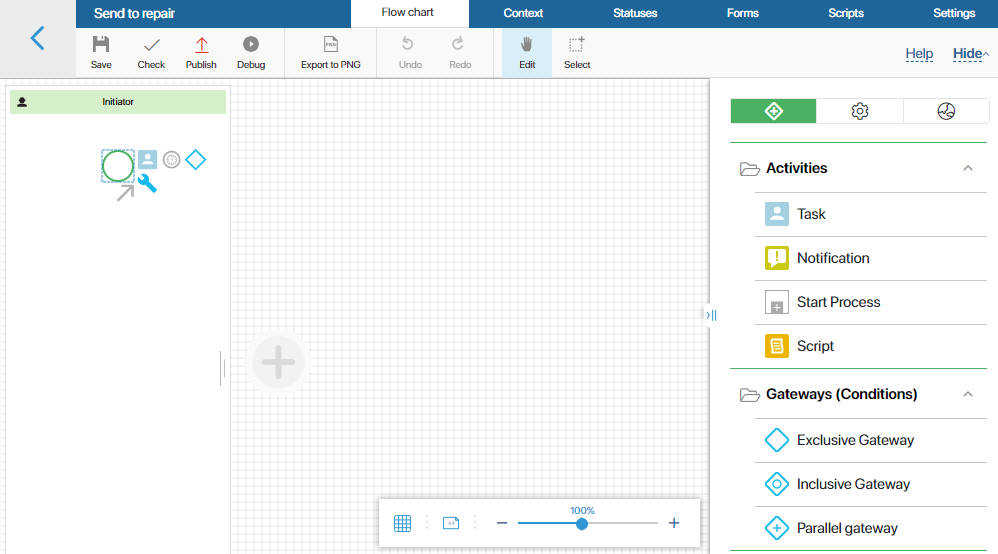 Send to repair
Flow chart
Context
Statuses
Forms
Scripts
Settings
Save
Check
Publish
Debug
PNG
Export to PNG
Undo
Redo
Edit
Select
Help
Hide
Initiator
Activities
Task
Notification
Start Process
Script
Gateways (Conditions)
Exclusive Gateway
Inclusive Gateway
Parallel gateway
A4
100%